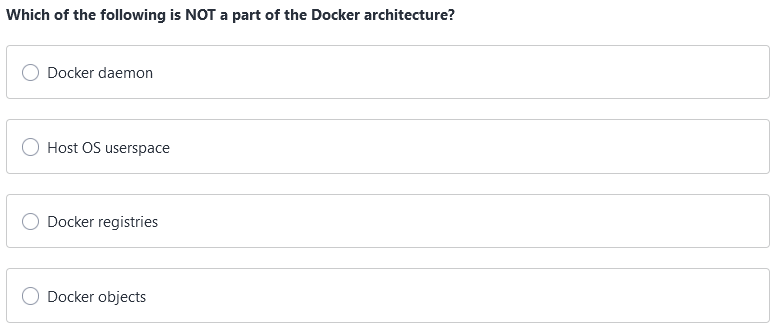 Which of the following is NOT a part of the Docker architecture?
Docker daemon
Host OS userspace
Docker registries
Docker objects